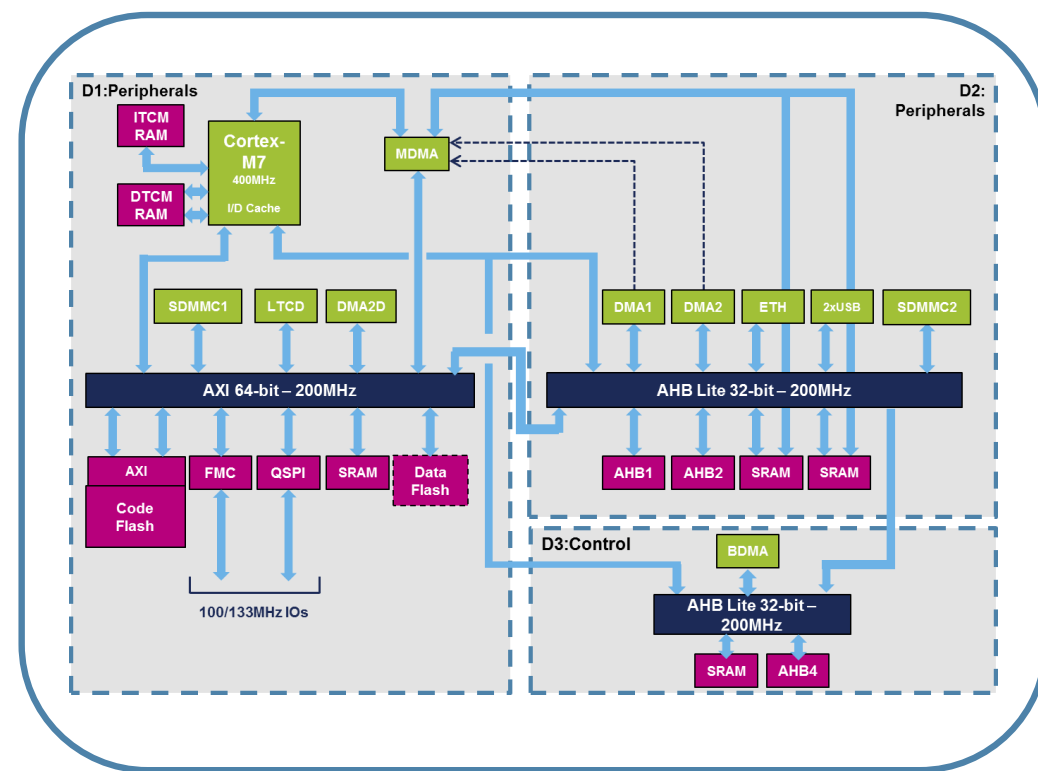 D1:Peripherals
ITCM
RAM
DTCM
RAM
Cortex-
M7
400MHz
I/D Cache
MDMA
SDMMC1
LTCD
DMA2D
AXI 64-bit – 200MHz
AXI
Code
Flash
FMC
QSPI
SRAM
Data
Flash
100/133MHz IOs
D2:
Peripherals
DMA1
DMA2
ETH
2xUSB
SDMMC2
AHB Lite 32-bit – 200MHz
AHB1
AHB2
SRAM
SRAM
D3:Control
BDMA
AHB Lite 32-bit –
200MHz
SRAM
AHB4